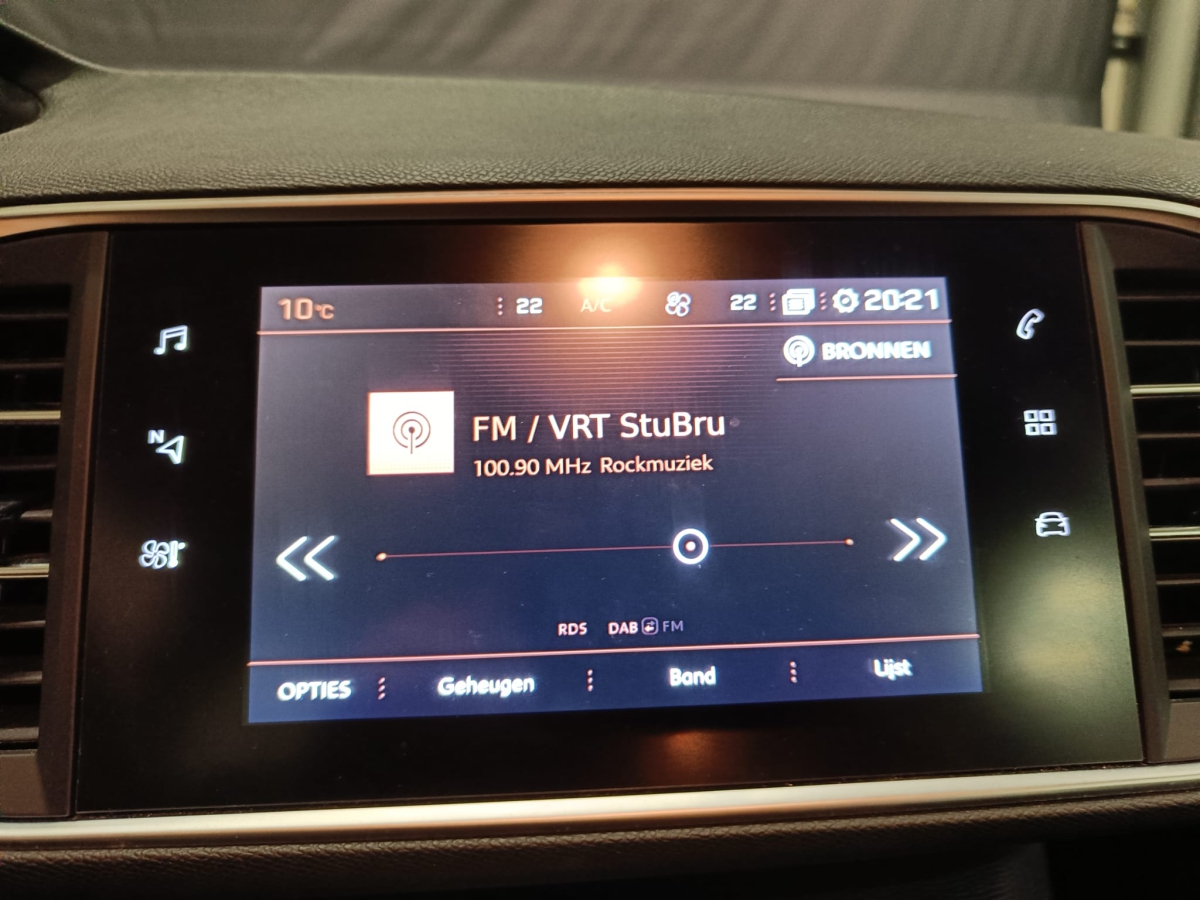 10°C 22 A/C 22 20:21
BRONNEN
FM / VRT StuBru
100.90 MHz Rockmuziek
RDS DAB FM
OPTIES Geheugen Band Lijst
N